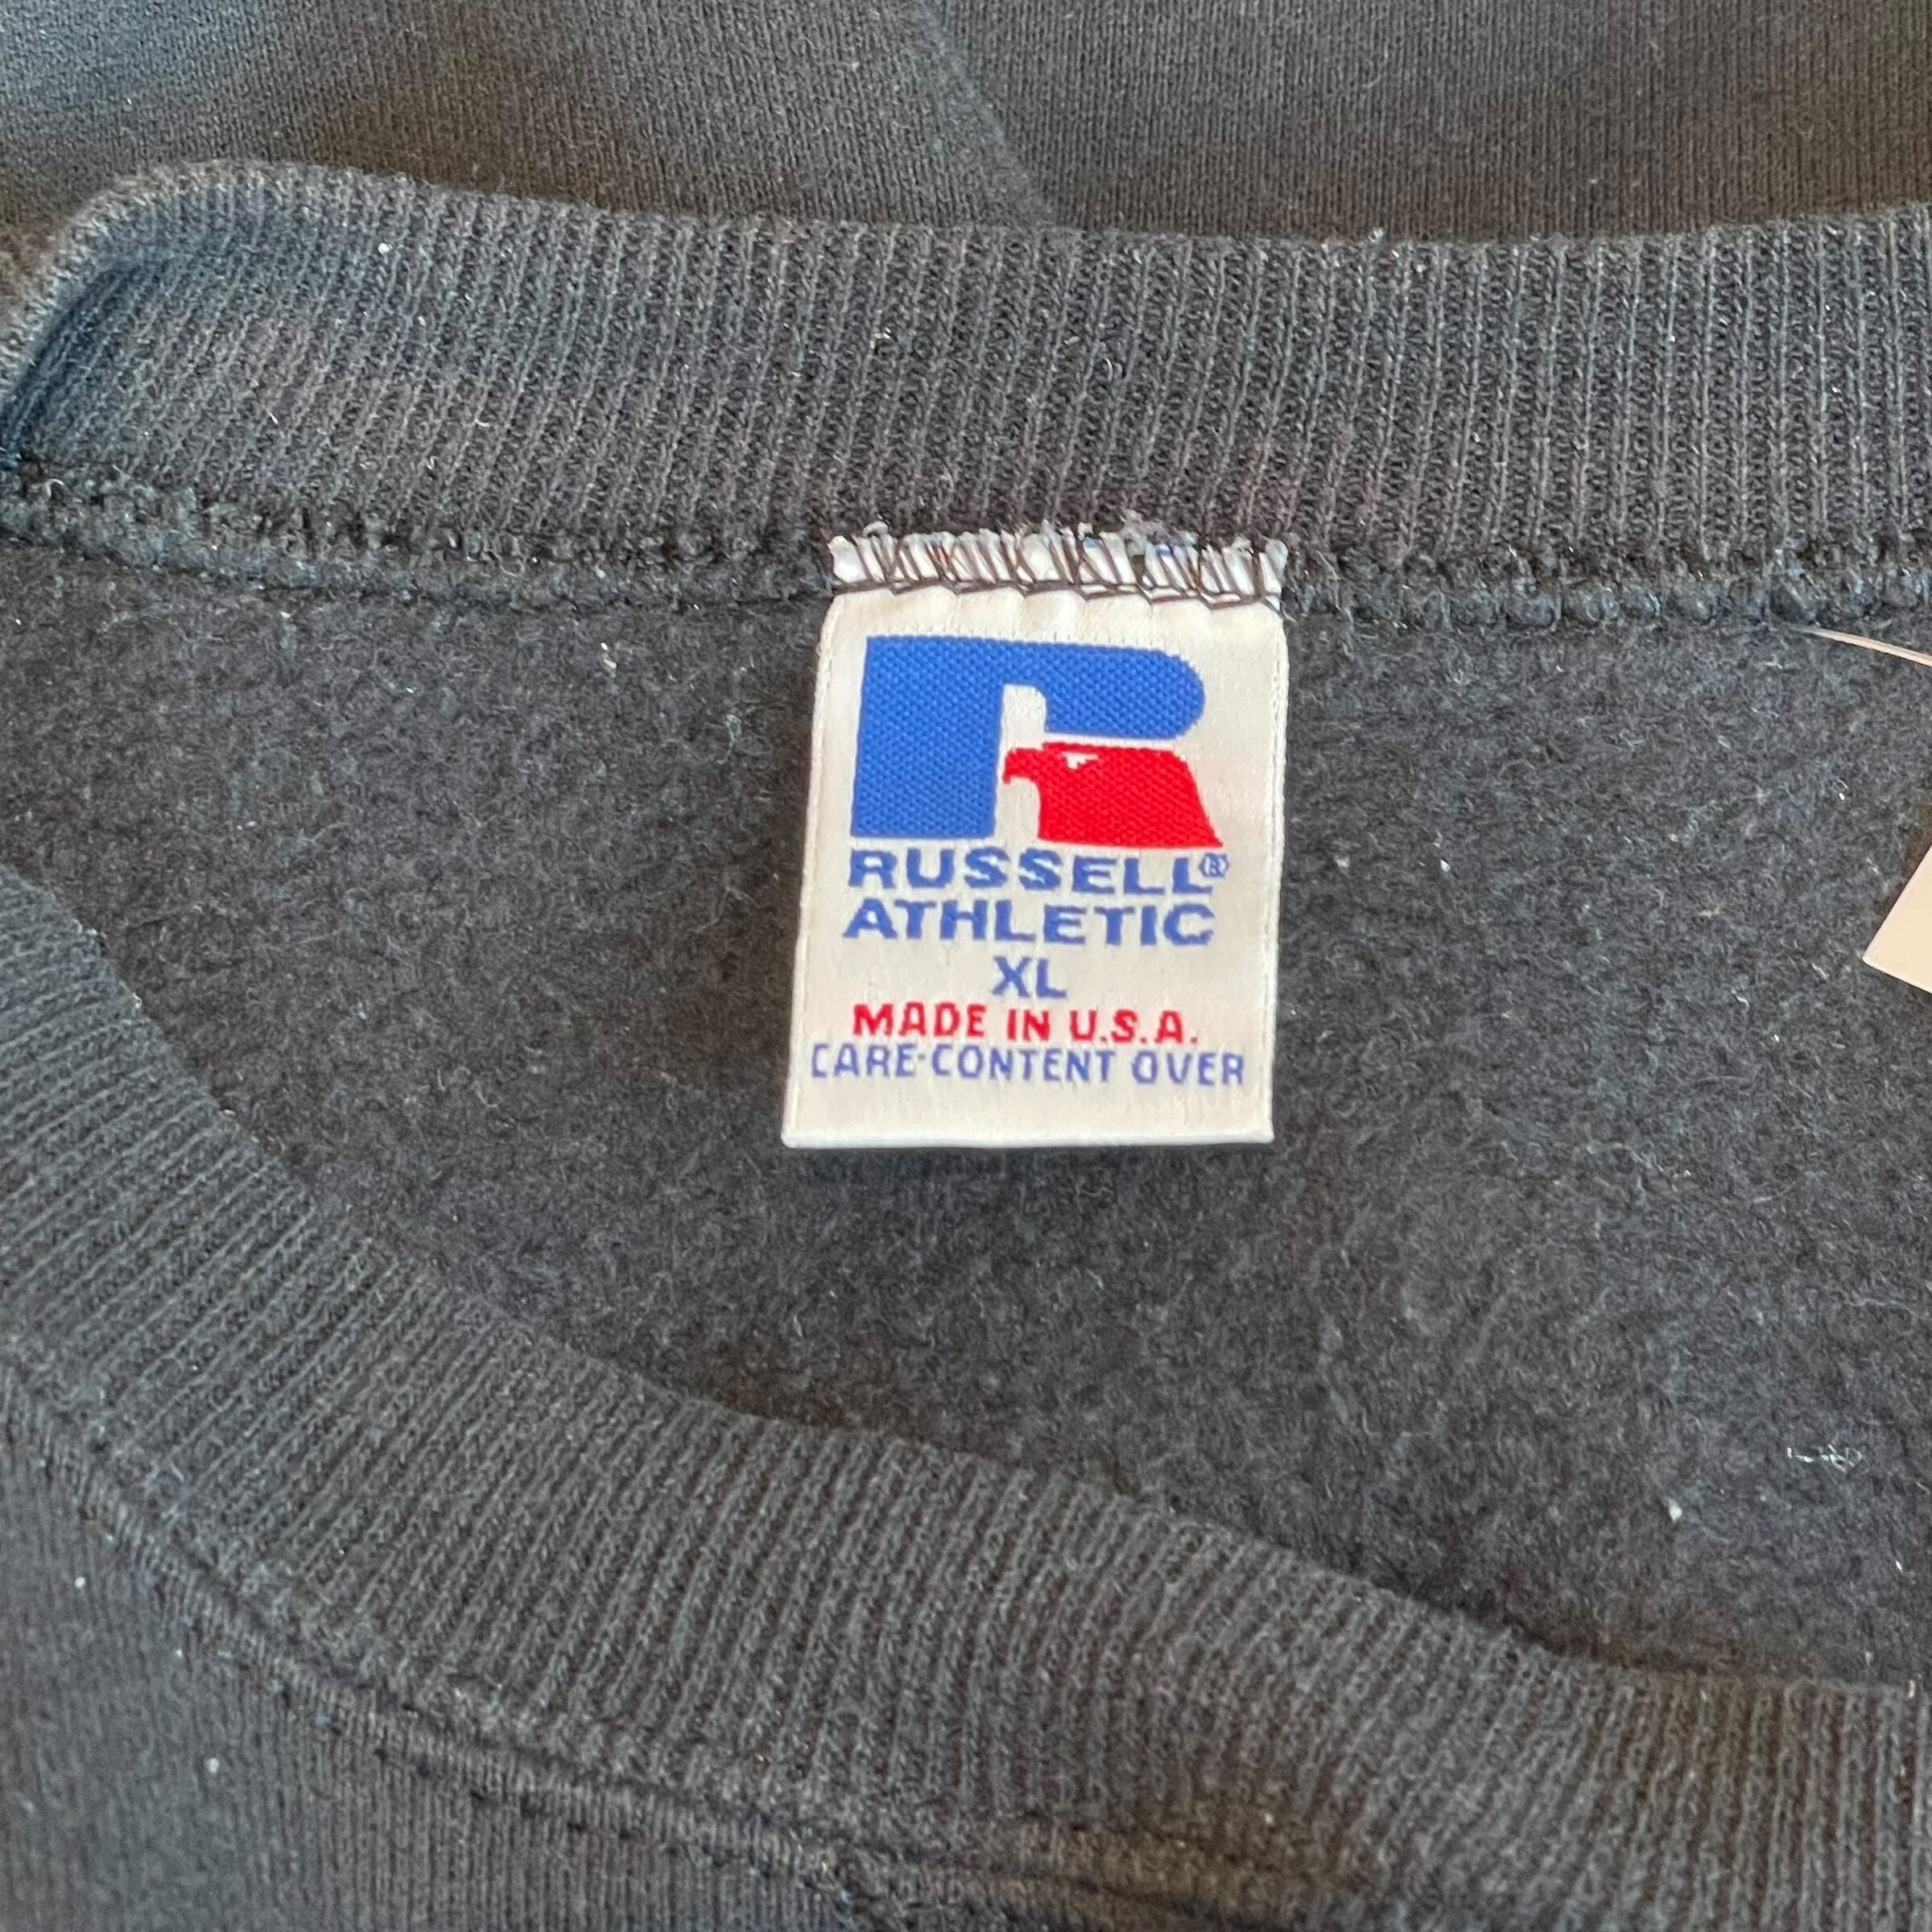 RUSSELL®
ATHLETIC
XL
MADE IN U.S.A.
CARE-CONTENT OVER